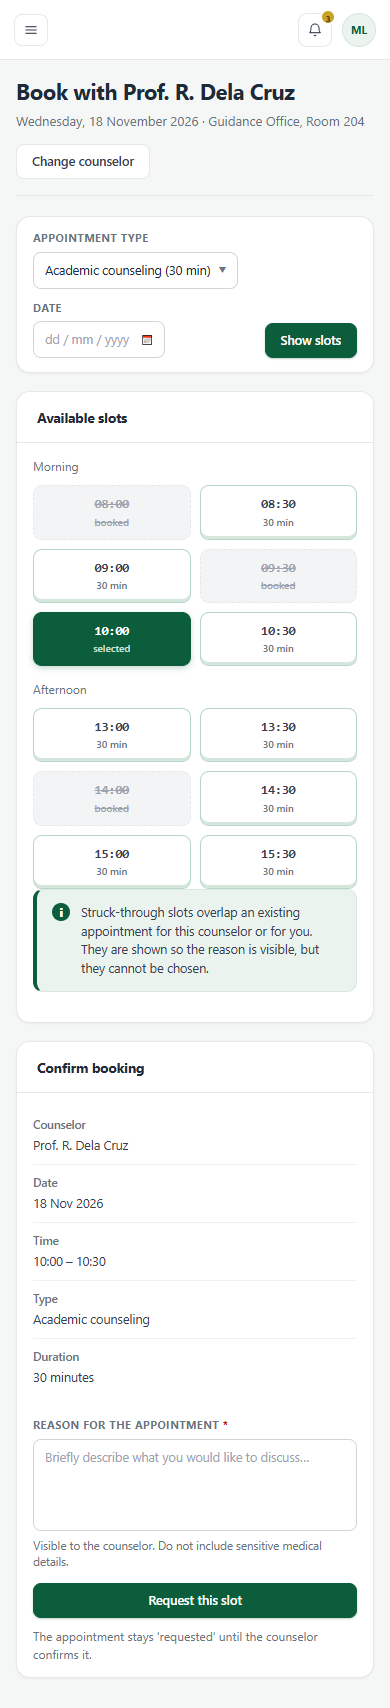 3
ML
Book with Prof. R. Dela Cruz
Wednesday, 18 November 2026 · Guidance Office, Room 204
Change counselor
APPOINTMENT TYPE
Academic counseling (30 min)
DATE
dd / mm / yyyy
Show slots
Available slots
Morning
08:00
booked
08:30
30 min
09:00
30 min
09:30
booked
10:00
selected
10:30
30 min
Afternoon
13:00
30 min
13:30
30 min
14:00
booked
14:30
30 min
15:00
30 min
15:30
30 min
Struck-through slots overlap an existing
appointment for this counselor or for you.
They are shown so the reason is visible, but
they cannot be chosen.
Confirm booking
Counselor
Prof. R. Dela Cruz
Date
18 Nov 2026
Time
10:00 – 10:30
Type
Academic counseling
Duration
30 minutes
REASON FOR THE APPOINTMENT *
Briefly describe what you would like to discuss...
Visible to the counselor. Do not include sensitive medical
details.
Request this slot
The appointment stays 'requested' until the counselor
confirms it.